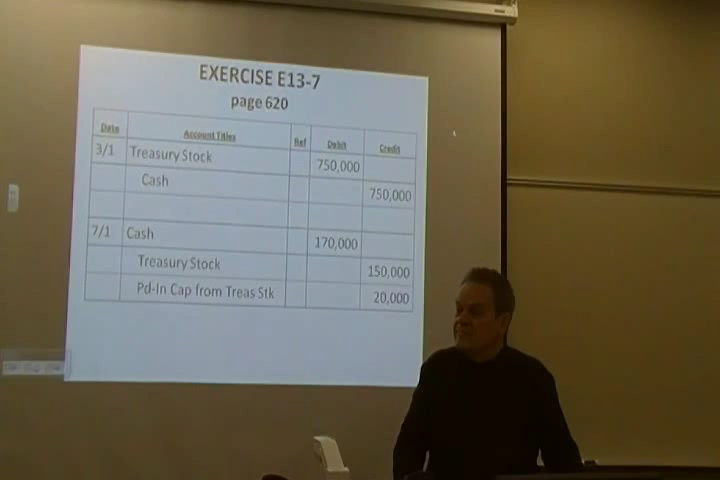 EXERCISE E13-7
page 620
Date Account Titles Ref Debit Credit
3/1 Treasury Stock 750,000
Cash 750,000
7/1 Cash 170,000
Treasury Stock 150,000
Pd-In Cap from Treas Stk 20,000